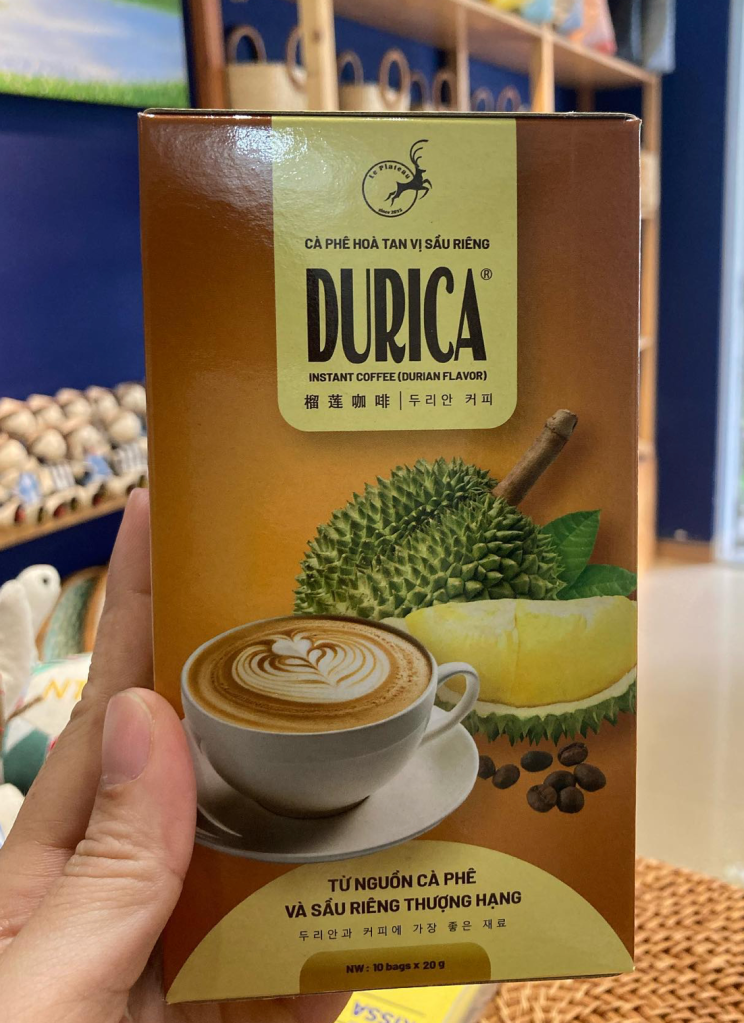 Le Plateau
since 2015
CÀ PHÊ HOÀ TAN VỊ SẦU RIÊNG
DURICA®
INSTANT COFFEE (DURIAN FLAVOR)
榴莲咖啡 | 두리안 커피
TỪ NGUỒN CÀ PHÊ
VÀ SẦU RIÊNG THƯỢNG HẠNG
두리안과 커피에 가장 좋은 재료
NW : 10 bags x 20 g